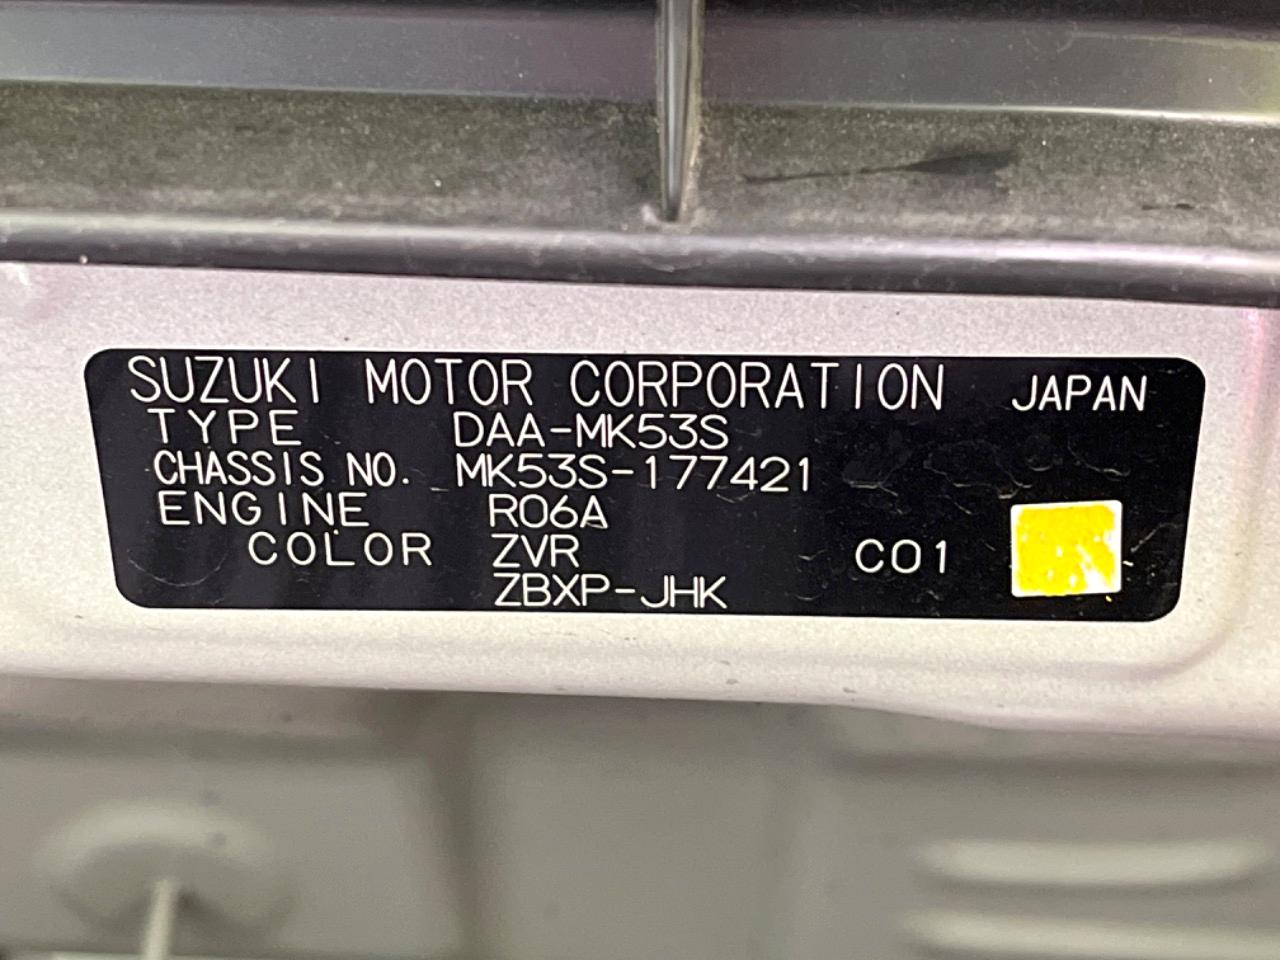 SUZUKI MOTOR CORPORATION JAPAN
TYPE DAA-MK53S
CHASSIS NO. MK53S-177421
ENGINE R06A
COLOR ZVR C01
ZBXP-JHK